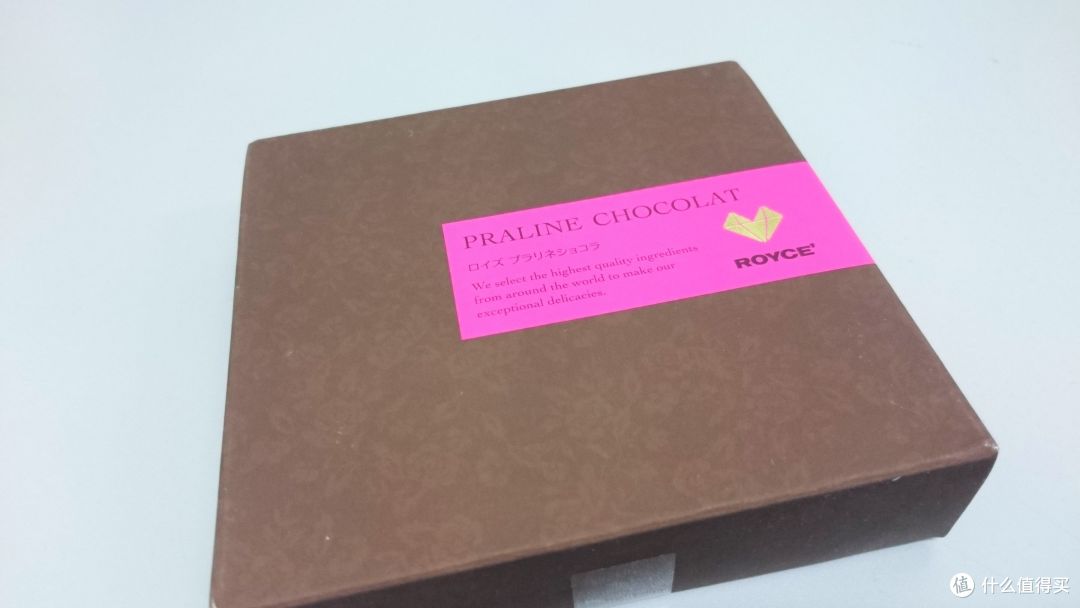 PRALINE CHOCOLAT
ロイズ プラリネショコラ
We select the highest quality ingredients
from around the world to make our
exceptional delicacies.
ROYCE'
值 什么值得买